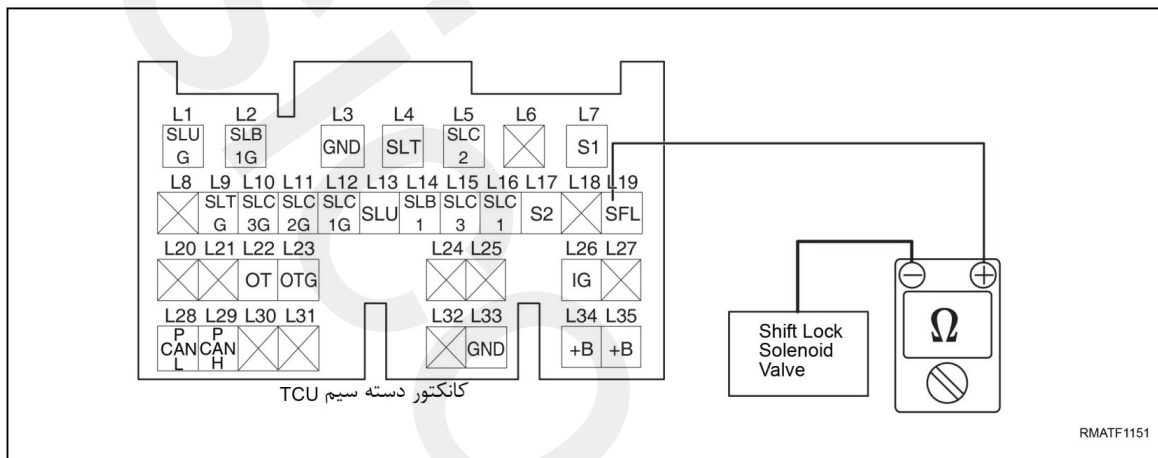 L1 L2 L3 L4 L5 L6 L7
SLU G SLB 1G GND SLT SLC 2 S1
L8 L9 L10 L11 L12 L13 L14 L15 L16 L17 L18 L19
SLT G SLC 3G SLC 2G SLC 1G SLU SLB 1 SLC 3 SLC 1 S2 SFL
L20 L21 L22 L23 L24 L25 L26 L27
OT OTG IG
L28 L29 L30 L31 L32 L33 L34 L35
P CAN L P CAN H GND +B +B
کانکتور دسته سیم TCU
Shift Lock
Solenoid
Valve
− +
Ω
RMATF1151